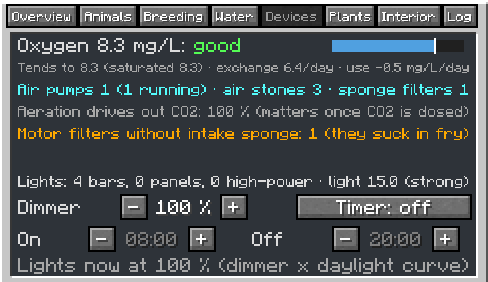 Overview Animals Breeding Water Devices Plants Interior Log
Oxygen 8.3 mg/L: good
Tends to 8.3 (saturated 8.3) · exchange 6.4/day · use -0.5 mg/L/day
Air pumps 1 (1 running) · air stones 3 · sponge filters 1
Aeration drives out CO2: 100 % (matters once CO2 is dosed)
Motor filters without intake sponge: 1 (they suck in fry)
Lights: 4 bars, 0 panels, 0 high-power · light 15.0 (strong)
Dimmer - 100 % + Timer: off
On - 08:00 + Off - 20:00 +
Lights now at 100 % (dimmer x daylight curve)